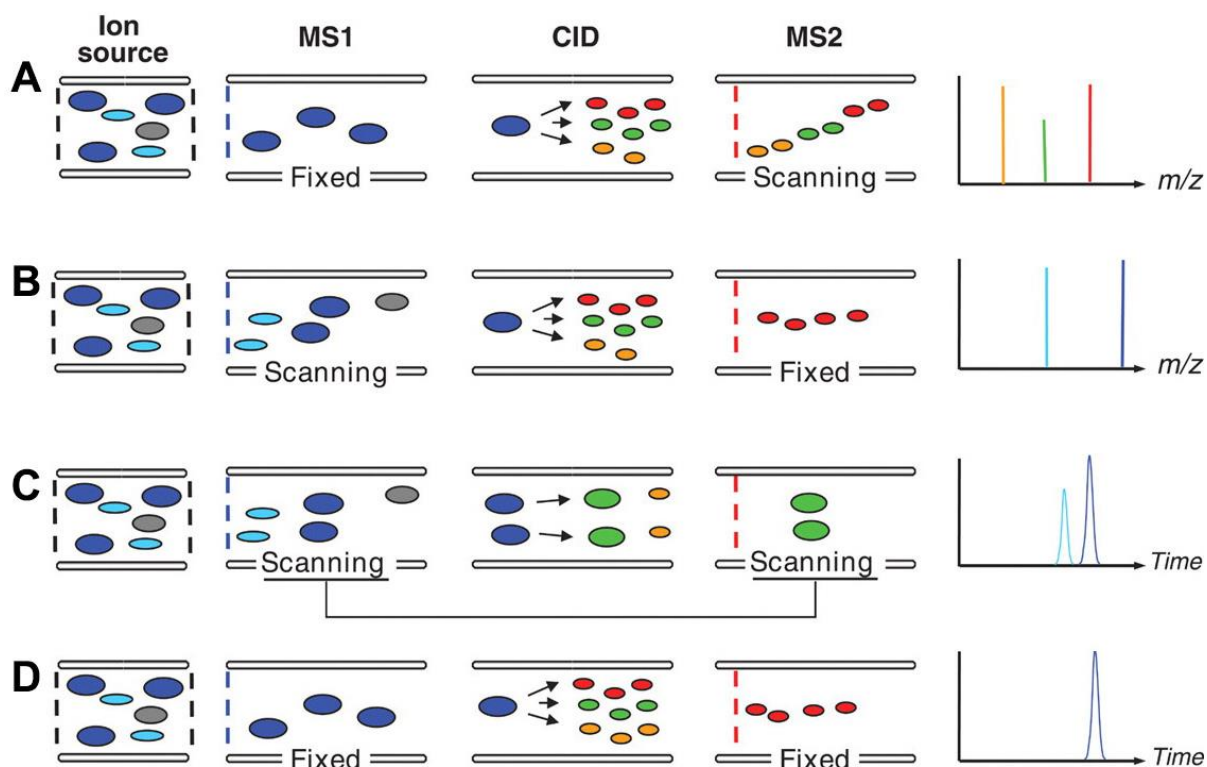 Ion
source
MS1
CID
MS2
A
Fixed
Scanning
m/z
B
Scanning
Fixed
m/z
C
Scanning
Scanning
Time
D
Fixed
Fixed
Time